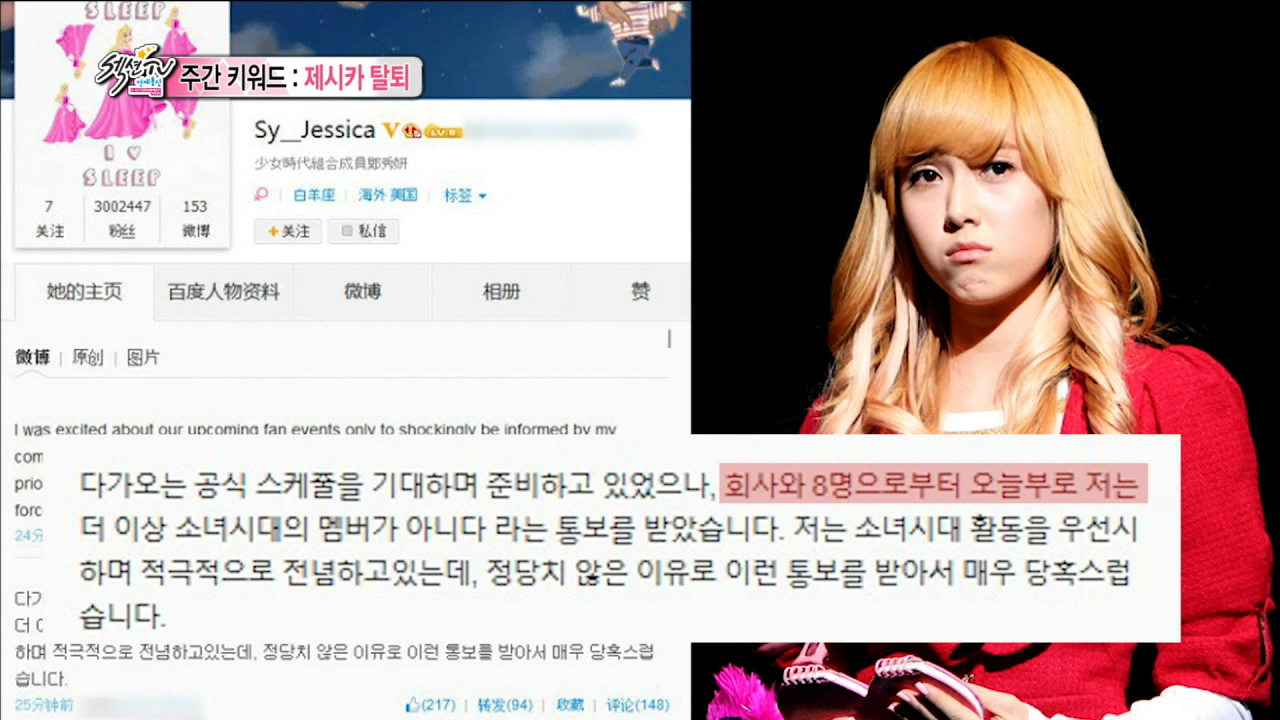 SLEEP
섹션TV
연예통신
주간 키워드 : 제시카 탈퇴
I ♡
SLEEP
7
3002447
153
关注
粉丝
微博
Sy__Jessica
少女時代組合成員鄭秀妍
白羊座 | 海外 美国 | 标签
+关注
私信
她的主页
百度人物资料
微博
相册
赞
微博 | 原创 | 图片
I was excited about our upcoming fan events only to shockingly be informed by my
com
prio
forc
24分
다가오는 공식 스케쥴을 기대하며 준비하고 있었으나, 회사와 8명으로부터 오늘부로 저는
더 이상 소녀시대의 멤버가 아니다 라는 통보를 받았습니다. 저는 소녀시대 활동을 우선시
하며 적극적으로 전념하고있는데, 정당치 않은 이유로 이런 통보를 받아서 매우 당혹스럽
습니다.
다가
더 이
하며 적극적으로 전념하고있는데, 정당치 않은 이유로 이런 통보를 받아서 매우 당혹스럽
습니다.
25分钟前
(217) | 转发(94) | 收藏 | 评论(148)